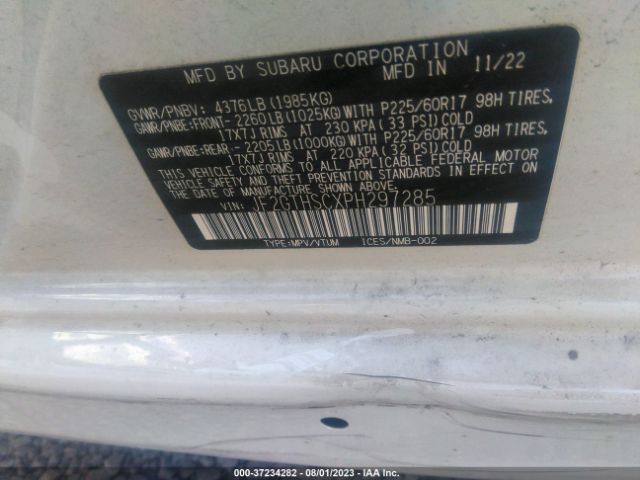 MFD BY SUBARU CORPORATION
MFD IN 11/22
GVWR/PNBV: 4376LB(1985KG)
GAWR/PNBE:FRONT- 2260LB(1025KG)WITH P225/60R17 98H TIRES,
17X7J RIMS AT 230 KPA( 33 PSI)COLD
GAWR/PNBE:REAR- 2205LB(1000KG)WITH P225/60R17 98H TIRES,
17X7J RIMS AT 220 KPA( 32 PSI)COLD
THIS VEHICLE CONFORMS TO ALL APPLICABLE FEDERAL MOTOR
VEHICLE SAFETY AND BUMPER STANDARDS IN EFFECT ON
THE DATE OF MANUFACTURE SHOWN ABOVE.
VIN: JF2GTHSCXPH297285
TYPE:MPV/VTUM ICES/NMB-002
000-37234282 - 08/01/2023 - IAA Inc.